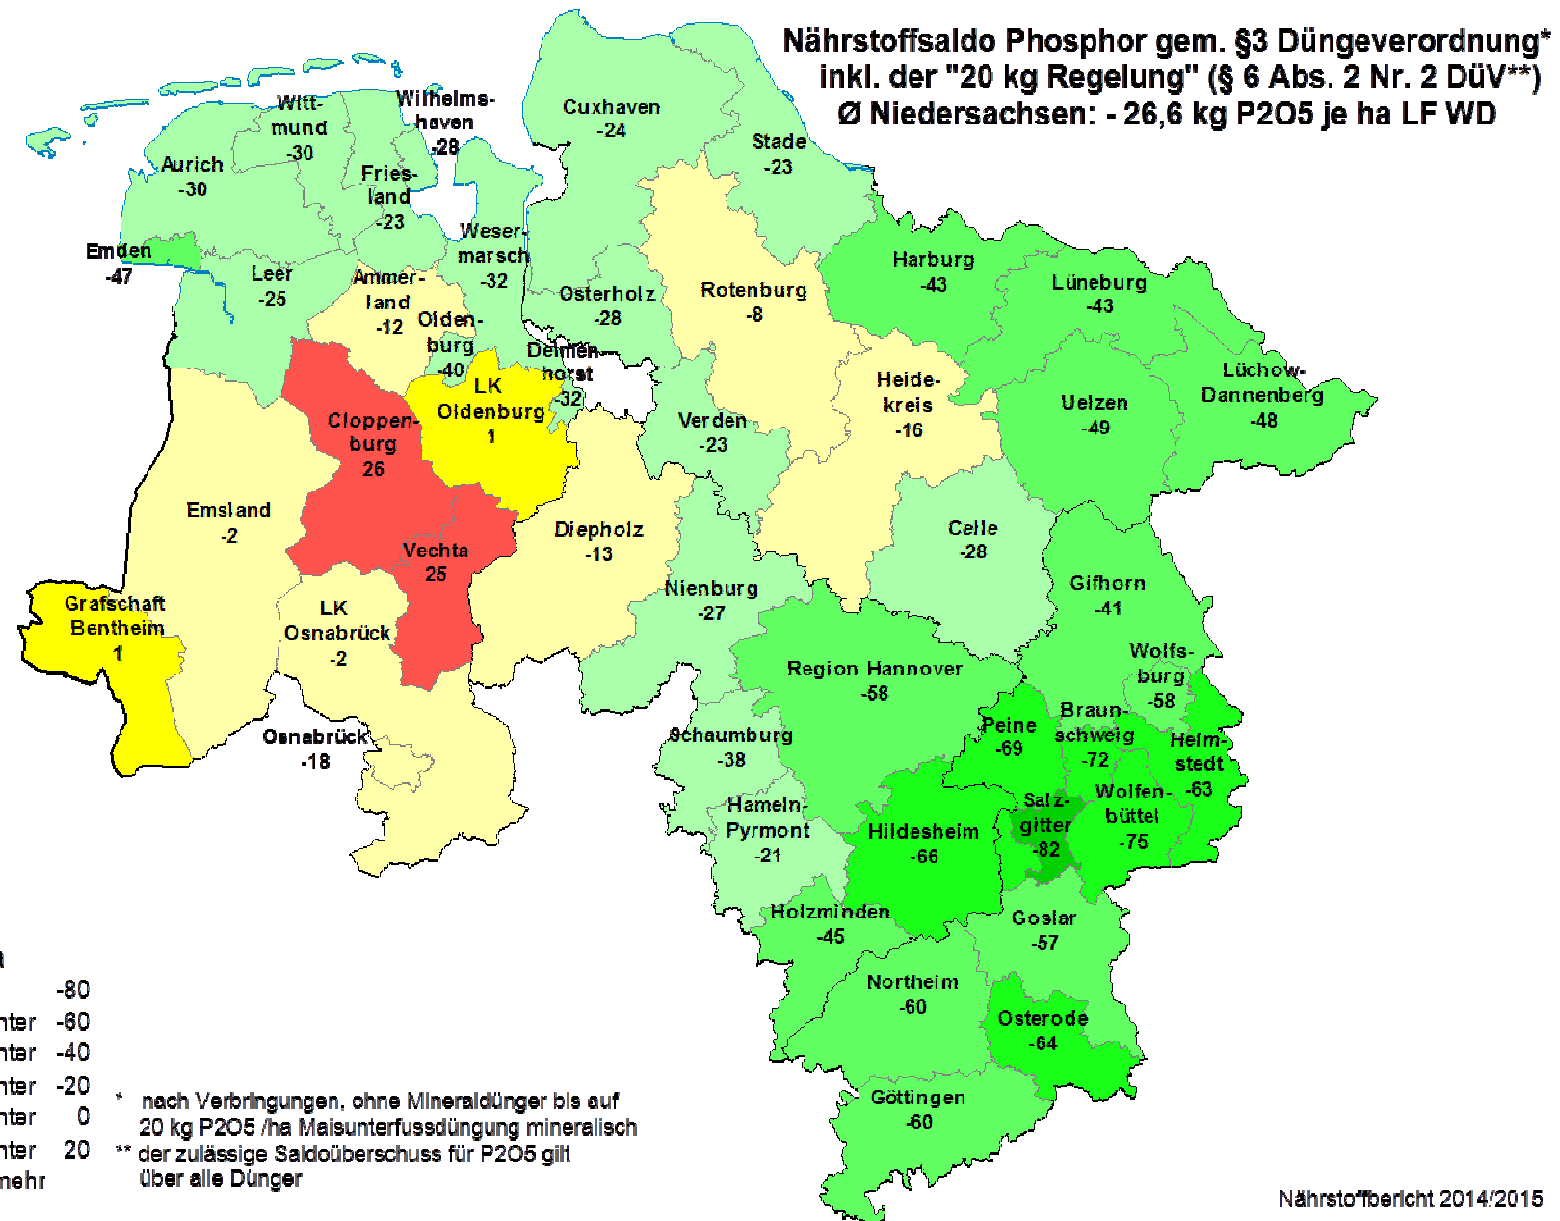 Nährstoffsaldo Phosphor gem. §3 Düngeverordnung*
inkl. der "20 kg Regelung" (§ 6 Abs. 2 Nr. 2 DüV**)
Ø Niedersachsen: - 26,6 kg P2O5 je ha LF WD
Cuxhaven
-24
Stade
-23
Witt-
mund
-30
Wilhelms-
haven
-28
Aurich
-30
Fries-
land
-23
Emden
-47
Leer
-25
Weser-
marsch
-32
Ammer-
land
-12
Olden-
burg
-40
Osterholz
-28
Rotenburg
-8
Harburg
-43
Lüneburg
-43
Lüchow-
Dannenberg
-48
Uelzen
-49
Heide-
kreis
-16
Delmen-
horst
-32
LK
Oldenburg
1
Cloppen-
burg
26
Verden
-23
Emsland
-2
Vechta
25
Diepholz
-13
Celle
-28
Nienburg
-27
Gifhorn
-41
Grafschaft
Bentheim
1
LK
Osnabrück
-2
Osnabrück
-18
Region Hannover
-58
Wolfs-
burg
-58
Peine
-69
Braun-
schweig
-72
Helm-
stedt
-63
Schaumburg
-38
Hameln-
Pyrmont
-21
Hildesheim
-66
Salz-
gitter
-82
Wolfen-
büttel
-75
Holzminden
-45
Goslar
-57
Northeim
-60
Osterode
-64
Göttingen
-60
t
-80
nter -60
nter -40
nter -20
nter 0
nter 20
mehr
* nach Verbringungen, ohne Mineraldünger bis auf
20 kg P2O5 /ha Maisunterfussdüngung mineralisch
** der zulässige Saldoüberschuss für P2O5 gilt
über alle Dünger
Nährstoffbericht 2014/2015